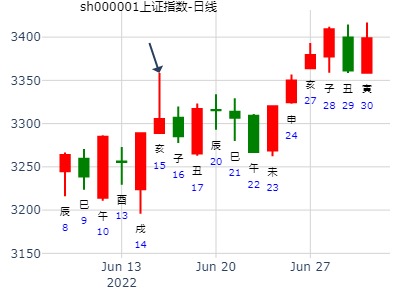 sh000001上证指数-日线
3400
3350
3300
3250
3200
3150
辰
8
巳
9
午
10
酉
13
戌
14
亥
15
子
16
丑
17
辰
20
巳
21
午
22
未
23
申
24
亥
27
子
28
丑
29
寅
30
Jun 13
2022
Jun 20
Jun 27